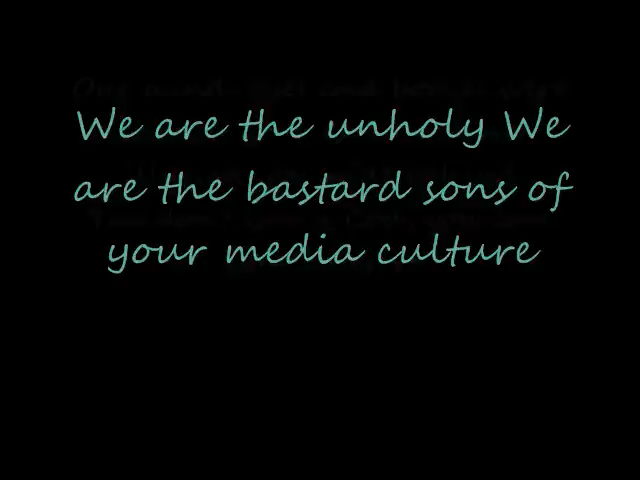 We are the unholy We
are the bastard sons of
your media culture